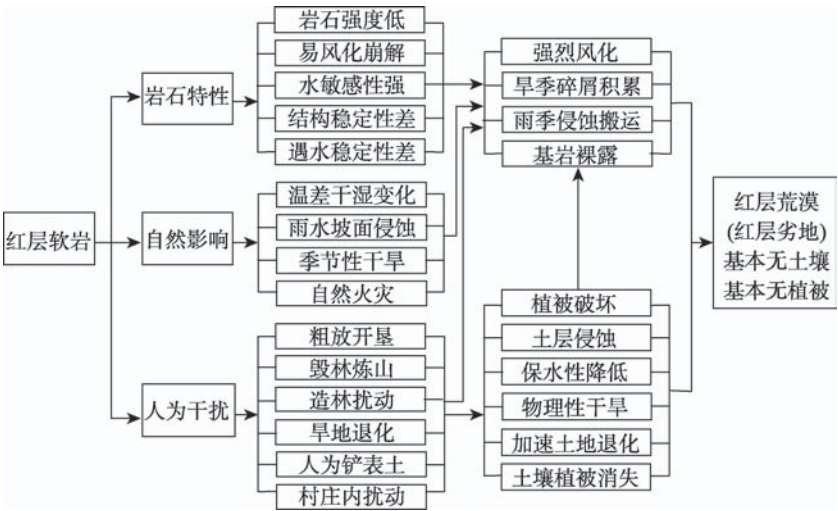 红层软岩
岩石特性
自然影响
人为干扰
岩石强度低
易风化崩解
水敏感性强
结构稳定性差
遇水稳定性差
温差干湿变化
雨水坡面侵蚀
季节性干旱
自然火灾
粗放开垦
毁林炼山
造林扰动
旱地退化
人为铲表土
村庄内扰动
强烈风化
旱季碎屑积累
雨季侵蚀搬运
基岩裸露
植被破坏
土层侵蚀
保水性降低
物理性干旱
加速土地退化
土壤植被消失
红层荒漠
(红层劣地)
基本无土壤
基本无植被